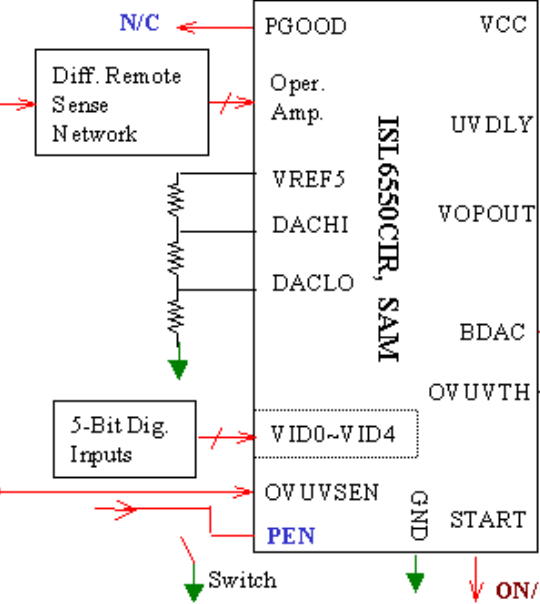 N/C
PGOOD
VCC
Diff. Remote
Sense
Network
Oper.
Amp.
UVDLY
ISL6550CIR, SAM
VREF5
DACHI
VOPOUT
DACLO
BDAC
OVUVTH
5-Bit Dig.
Inputs
VID0~VID4
OVUVSEN
GND
START
PEN
Switch
ON/